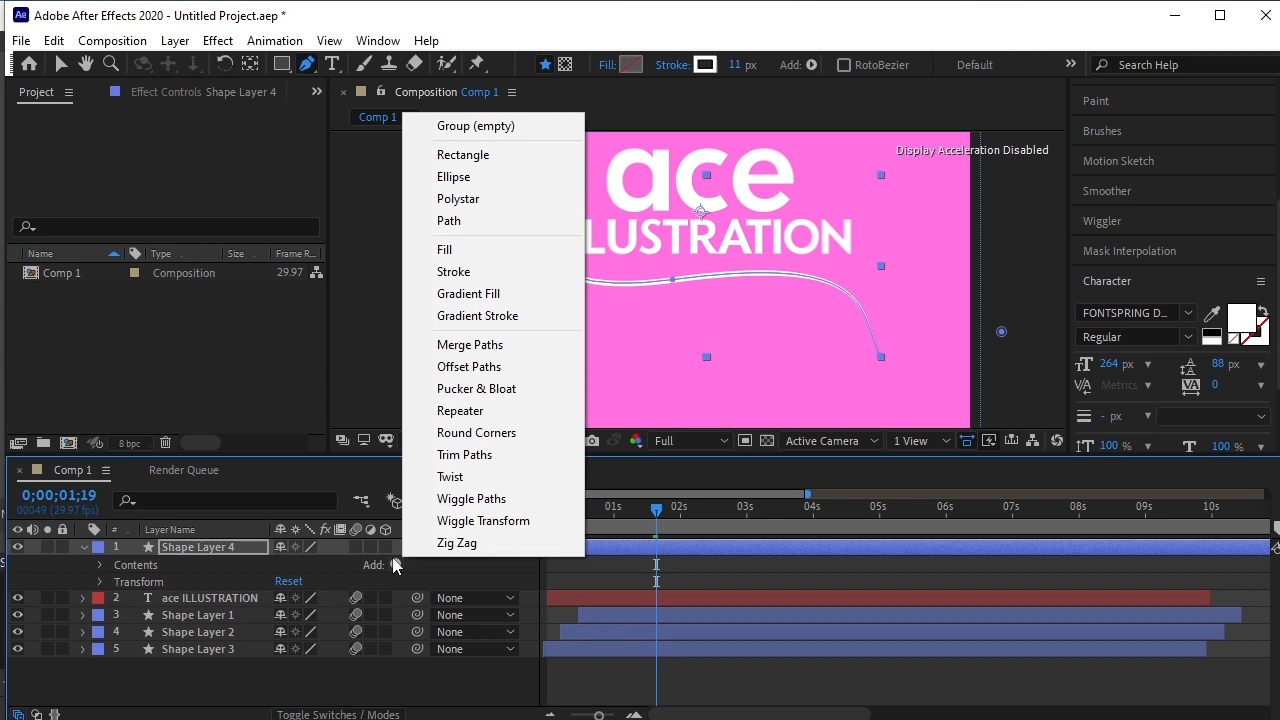 Ae Adobe After Effects 2020 - Untitled Project.aep *
File Edit Composition Layer Effect Animation View Window Help
Fill: Stroke: 11 px Add: RotoBezier Default Search Help
Project Effect Controls Shape Layer 4
Composition Comp 1
Comp 1
Name Type Size Frame R...
Comp 1 Composition 29.97
8 bpc
Group (empty)
Rectangle
Ellipse
Polystar
Path
Fill
Stroke
Gradient Fill
Gradient Stroke
Merge Paths
Offset Paths
Pucker & Bloat
Repeater
Round Corners
Trim Paths
Twist
Wiggle Paths
Wiggle Transform
Zig Zag
Display Acceleration Disabled
ace
LUSTRATION
Full Active Camera 1 View
Paint
Brushes
Motion Sketch
Smoother
Wiggler
Mask Interpolation
Character
FONTSPRING D...
Regular
264 px 88 px
Metrics 0
- px
100 % 100 %
Comp 1 Render Queue
0;00;01;19
00049 (29.97 fps)
# Layer Name
01s 02s 03s 04s 05s 06s 07s 08s 09s 10s
1 Shape Layer 4
Contents Add:
Transform Reset
2 T ace ILLUSTRATION None
3 Shape Layer 1 None
4 Shape Layer 2 None
5 Shape Layer 3 None
Toggle Switches / Modes